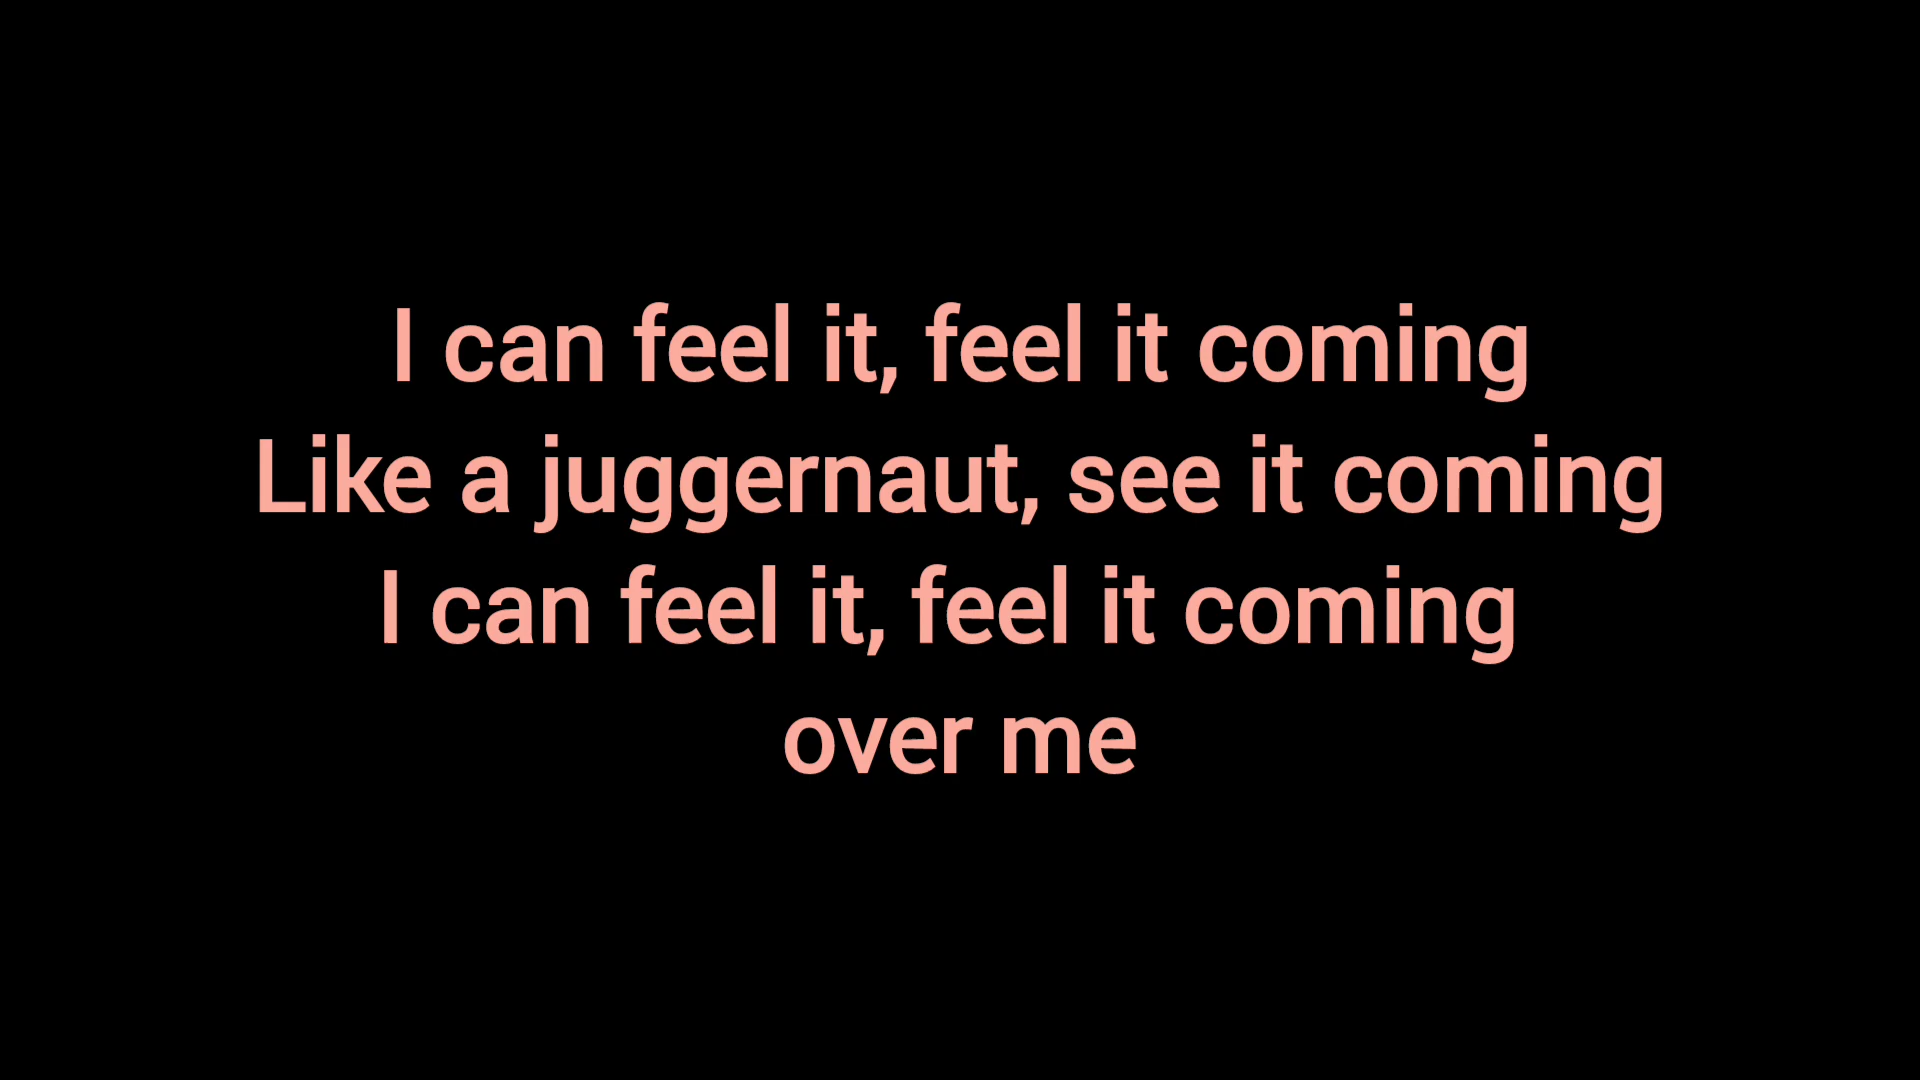 I can feel it, feel it coming
Like a juggernaut, see it coming
I can feel it, feel it coming
over me